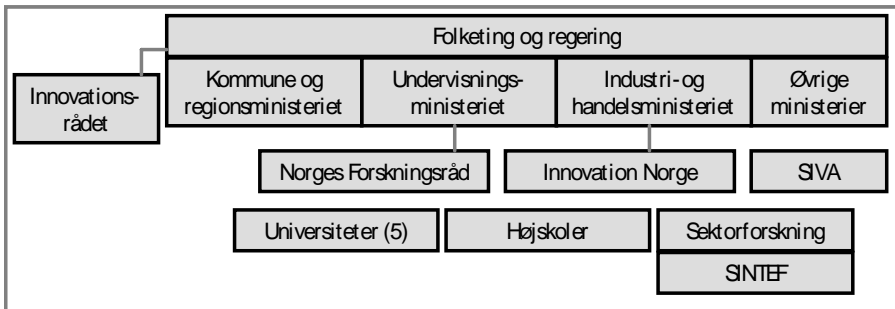 Folketing og regering
Innovations-
rådet
Kommune og
regionsministeriet
Undervisnings-
ministeriet
Industri- og
handelsministeriet
Øvrige
ministerier
Norges Forskningsråd
Innovation Norge
SIVA
Universiteter (5)
Højskoler
Sektorforskning
SINTEF